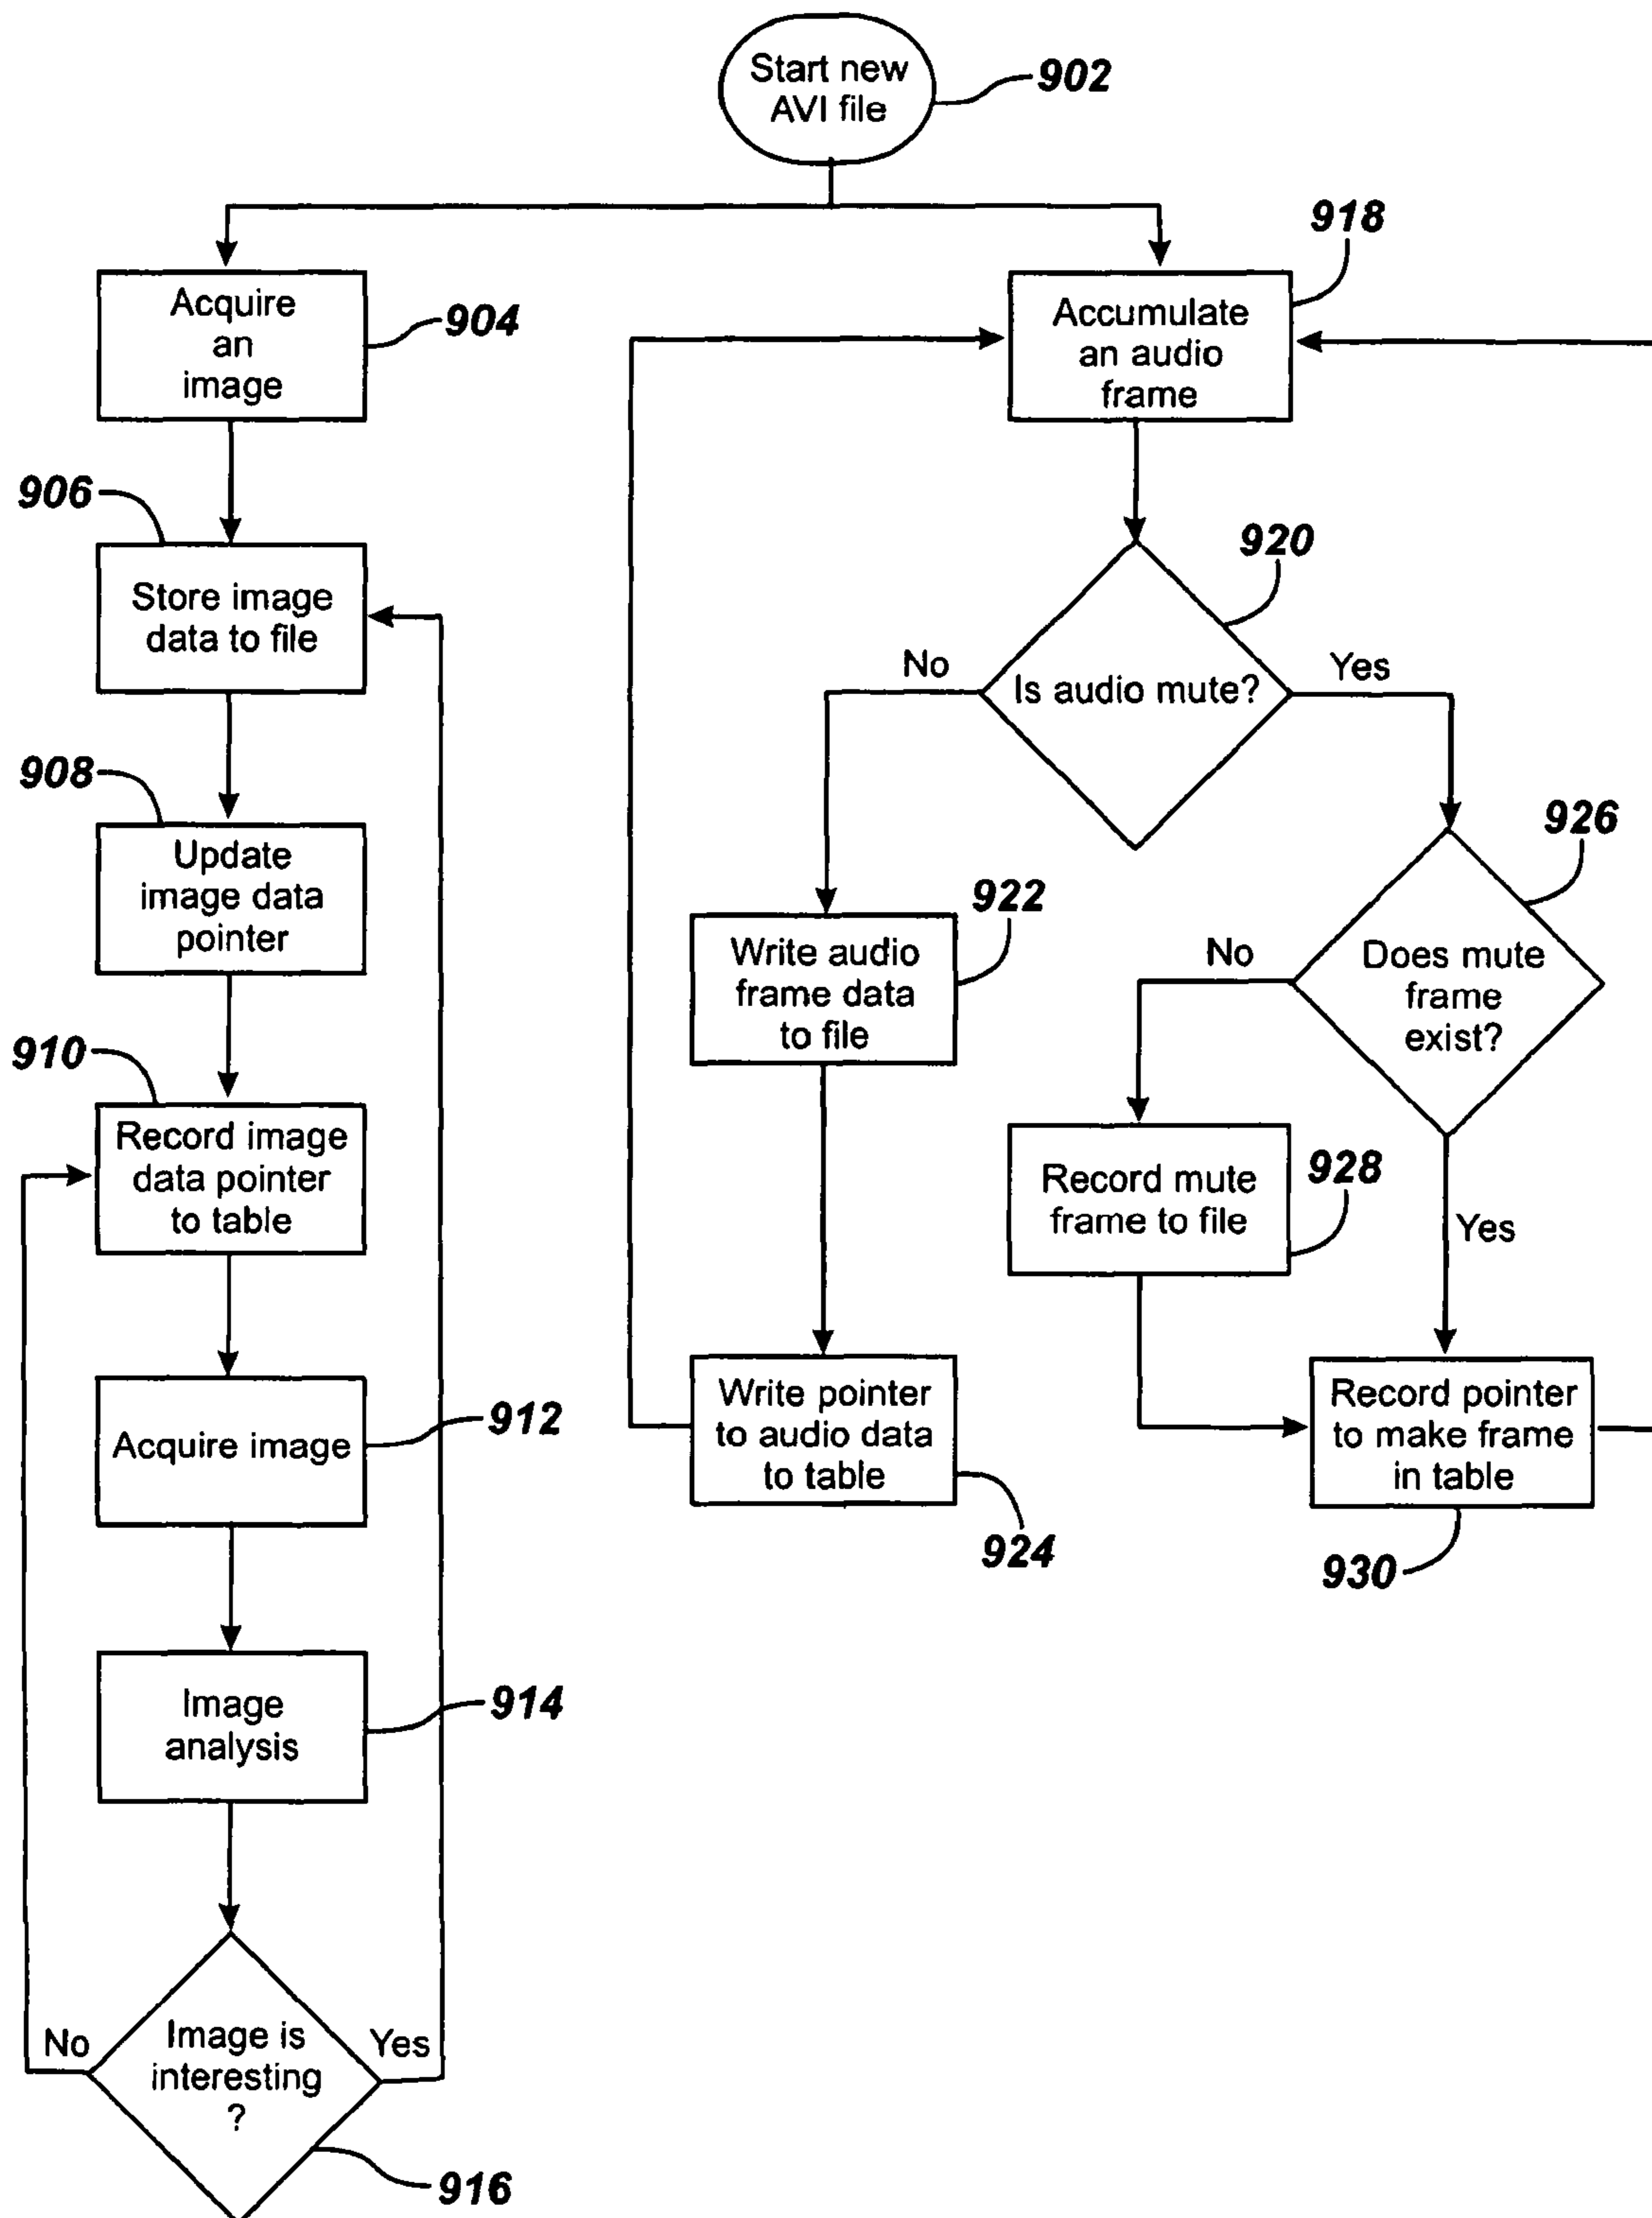 Start new
AVI file
902
Acquire
an
image
904
906
Store image
data to file
908
Update
image data
pointer
910
Record image
data pointer
to table
Acquire image
912
Image
analysis
914
No
Image is
interesting
?
Yes
916
918
Accumulate
an audio
frame
920
No
Is audio mute?
Yes
922
Write audio
frame data
to file
Write pointer
to audio data
to table
924
926
No
Does mute
frame
exist?
Yes
Record mute
frame to file
928
Record pointer
to make frame
in table
930